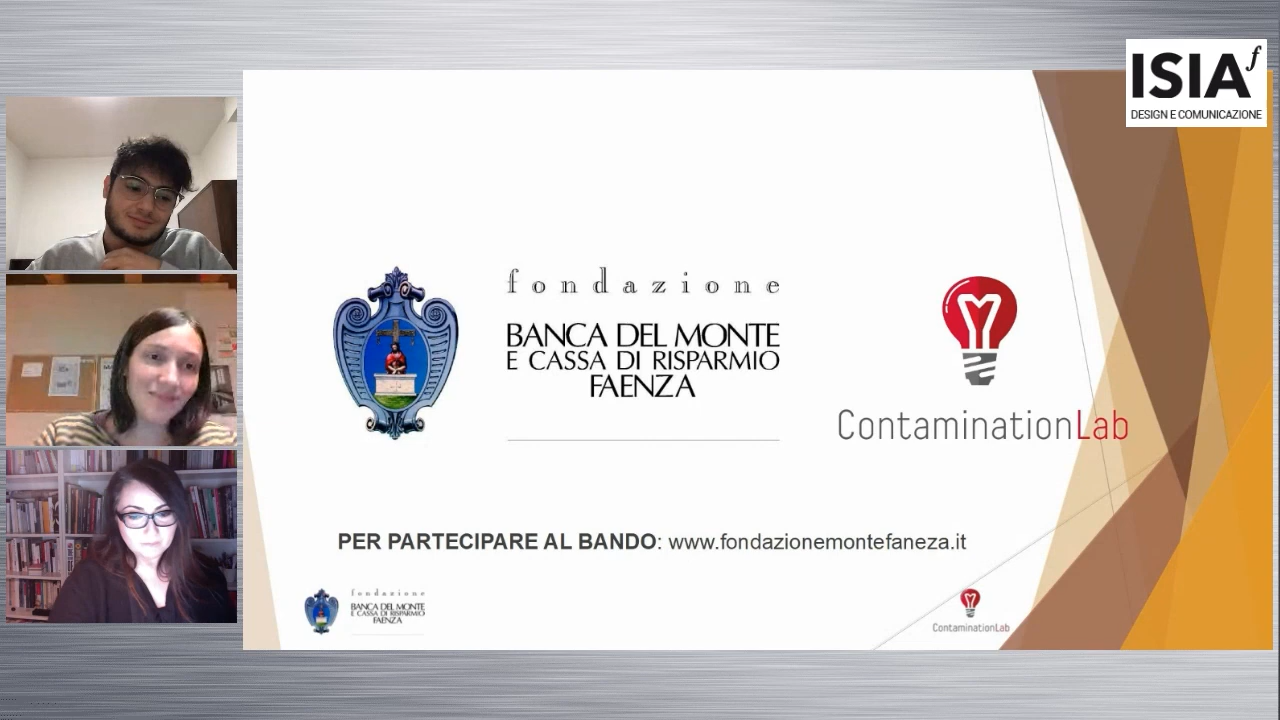 ISIAf
DESIGN E COMUNICAZIONE
fondazione
BANCA DEL MONTE
E CASSA DI RISPARMIO
FAENZA
ContaminationLab
PER PARTECIPARE AL BANDO: www.fondazionemontefaneza.it
fondazione
BANCA DEL MONTE
E CASSA DI RISPARMIO
FAENZA
ContaminationLab